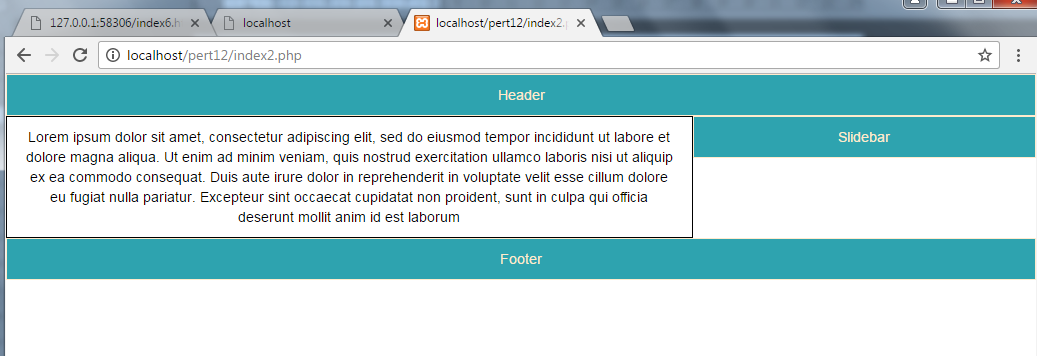 127.0.0.1:58306/index6.h
localhost
localhost/pert12/index2.p
localhost/pert12/index2.php
Header
Lorem ipsum dolor sit amet, consectetur adipiscing elit, sed do eiusmod tempor incididunt ut labore et
dolore magna aliqua. Ut enim ad minim veniam, quis nostrud exercitation ullamco laboris nisi ut aliquip
ex ea commodo consequat. Duis aute irure dolor in reprehenderit in voluptate velit esse cillum dolore
eu fugiat nulla pariatur. Excepteur sint occaecat cupidatat non proident, sunt in culpa qui officia
deserunt mollit anim id est laborum
Slidebar
Footer